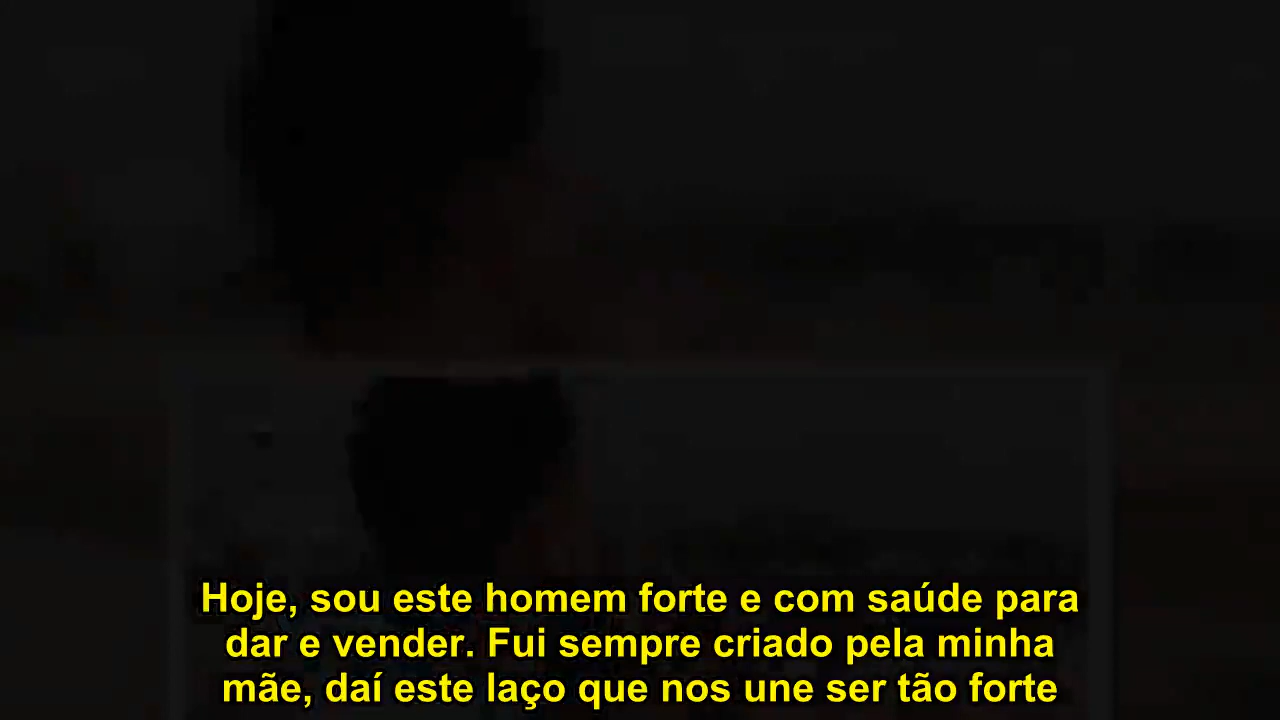 Hoje, sou este homem forte e com saúde para
dar e vender. Fui sempre criado pela minha
mãe, daí este laço que nos une ser tão forte